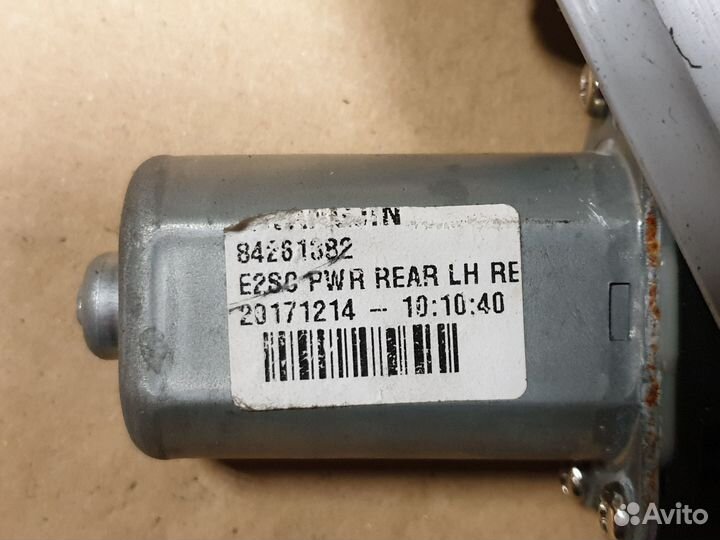 84261382
E2SC PWR REAR LH RE
20171214 - 10:10:40
Avito